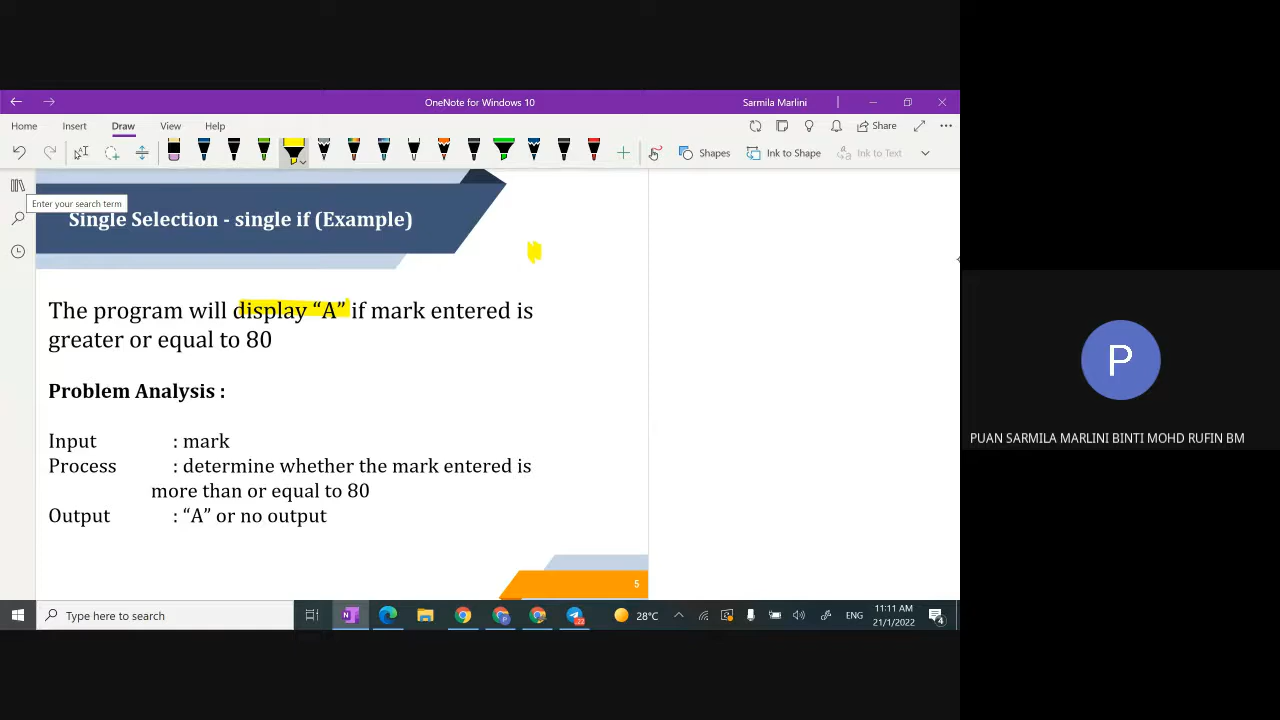 OneNote for Windows 10
Sarmila Marlini
Home Insert Draw View Help
Share
Shapes
Ink to Shape
Ink to Text
Enter your search term
Single Selection - single if (Example)
The program will display “A” if mark entered is
greater or equal to 80
Problem Analysis :
Input : mark
Process : determine whether the mark entered is
more than or equal to 80
Output : “A” or no output
5
P
PUAN SARMILA MARLINI BINTI MOHD RUFIN BM
Type here to search
28°C
ENG
11:11 AM
21/1/2022
4